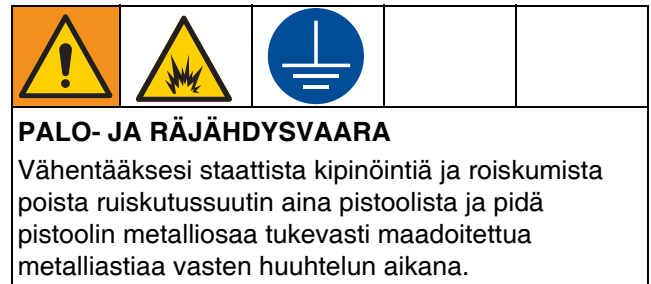 PALO- JA RÄJÄHDYSVAARA
Vähentääksesi staattista kipinöintiä ja roiskumista
poista ruiskutussuutin aina pistoolista ja pidä
pistoolin metalliosaa tukevasti maadoitettua
metalliastiaa vasten huuhtelun aikana.